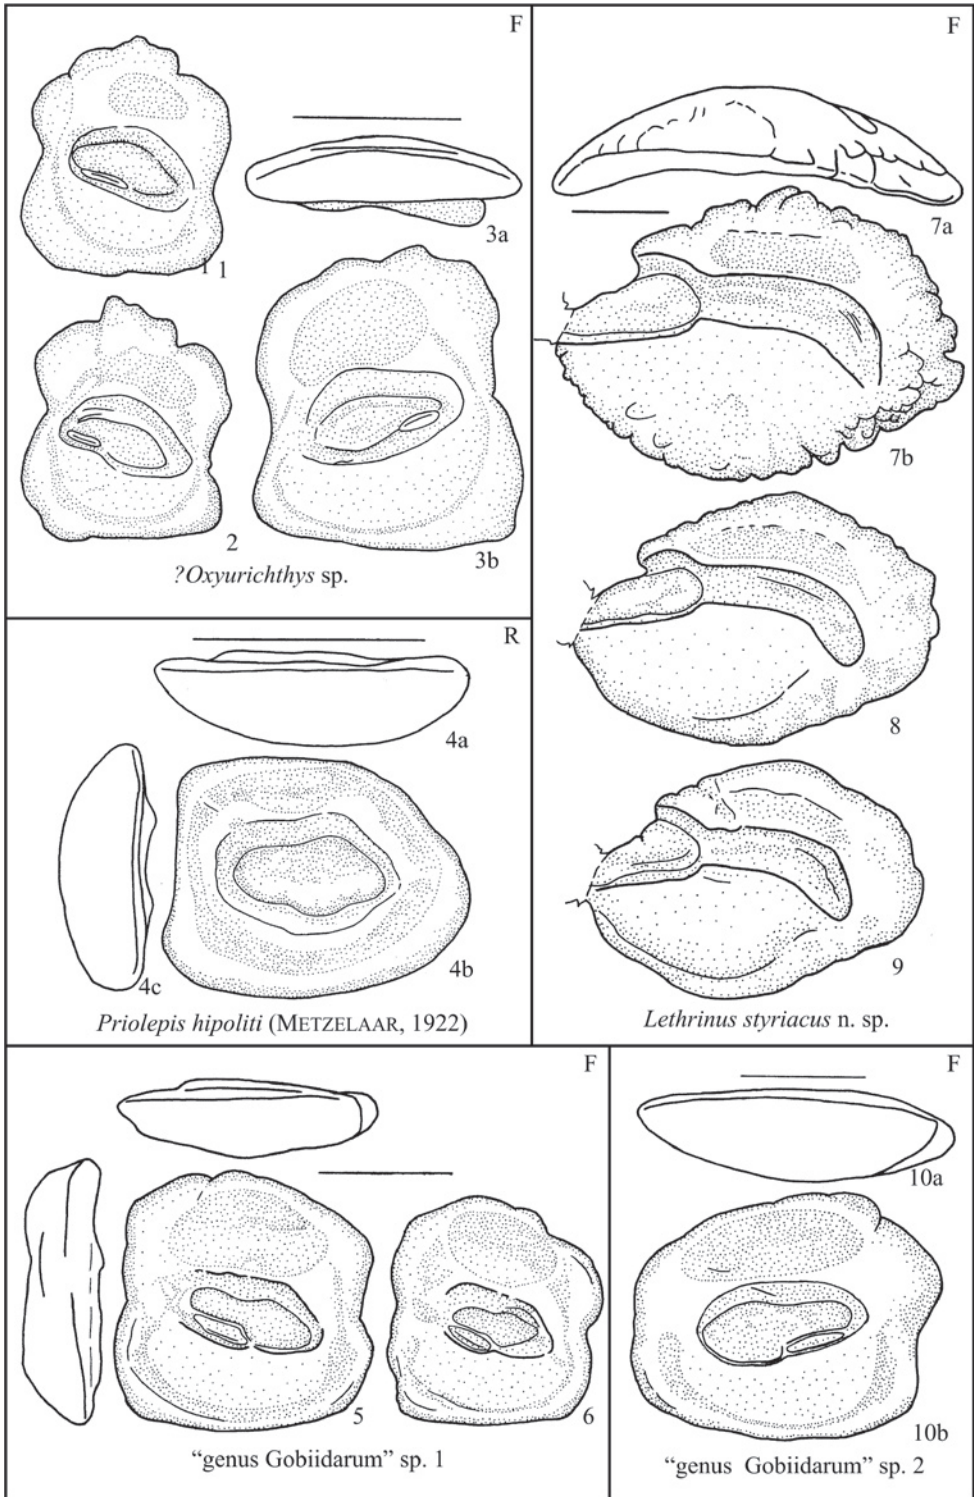 F
1
3a
2
3b
?Oxyurichthys sp.
F
7a
7b
8
9
Lethrinus styriacus n. sp.
R
4a
4b
4c
Priolepis hipoliti (METZELAAR, 1922)
F
5
6
“genus Gobiidarum” sp. 1
F
10a
10b
“genus Gobiidarum” sp. 2